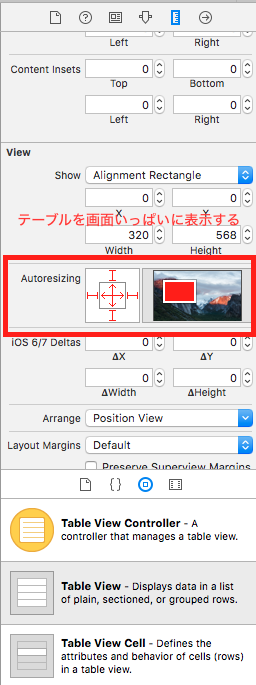 Left Right
Content Insets 0 0
Top Bottom
0 0
Left Right
View
Show Alignment Rectangle
0 0
X Y
テーブルを画面いっぱいに表示する
320 568
Width Height
Autoresizing
iOS 6/7 Deltas 0 0
ΔX ΔY
0 0
ΔWidth ΔHeight
Arrange Position View
Layout Margins Default
Preserve Superview Margins
{}
Table View Controller - A
controller that manages a table view.
Table View - Displays data in a list
of plain, sectioned, or grouped rows.
Table View Cell - Defines the
attributes and behavior of cells (rows)
in a table view.